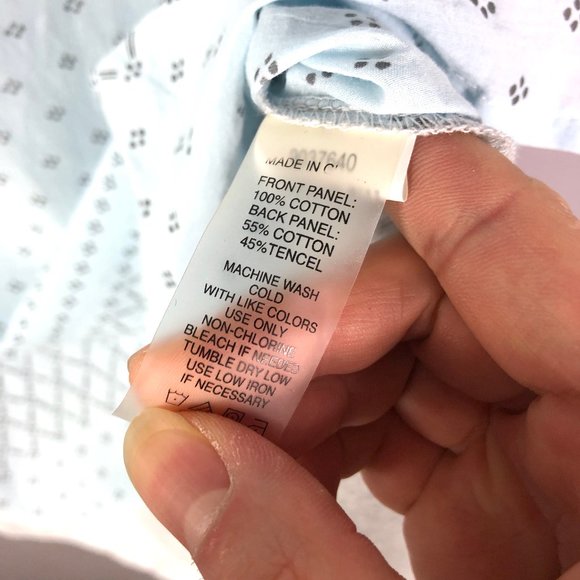 0037640
MADE IN
FRONT PANEL:
100% COTTON
BACK PANEL:
55% COTTON
45%TENCEL
MACHINE WASH
COLD
WITH LIKE COLORS
USE ONLY
NON-CHLORINE
BLEACH IF NEEDED
TUMBLE DRY LOW
USE LOW IRON
IF NECESSARY